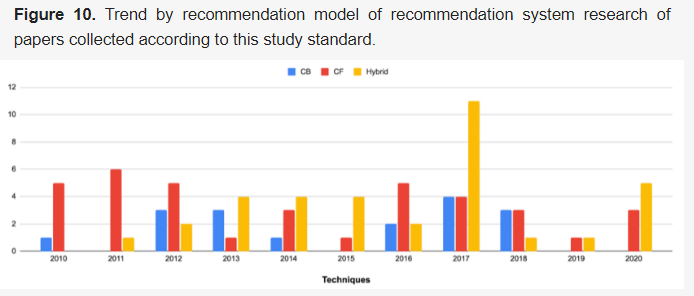 Figure 10. Trend by recommendation model of recommendation system research of
papers collected according to this study standard.
CB CF Hybrid
12
10
8
6
4
2
0
2010 2011 2012 2013 2014 2015 2016 2017 2018 2019 2020
Techniques